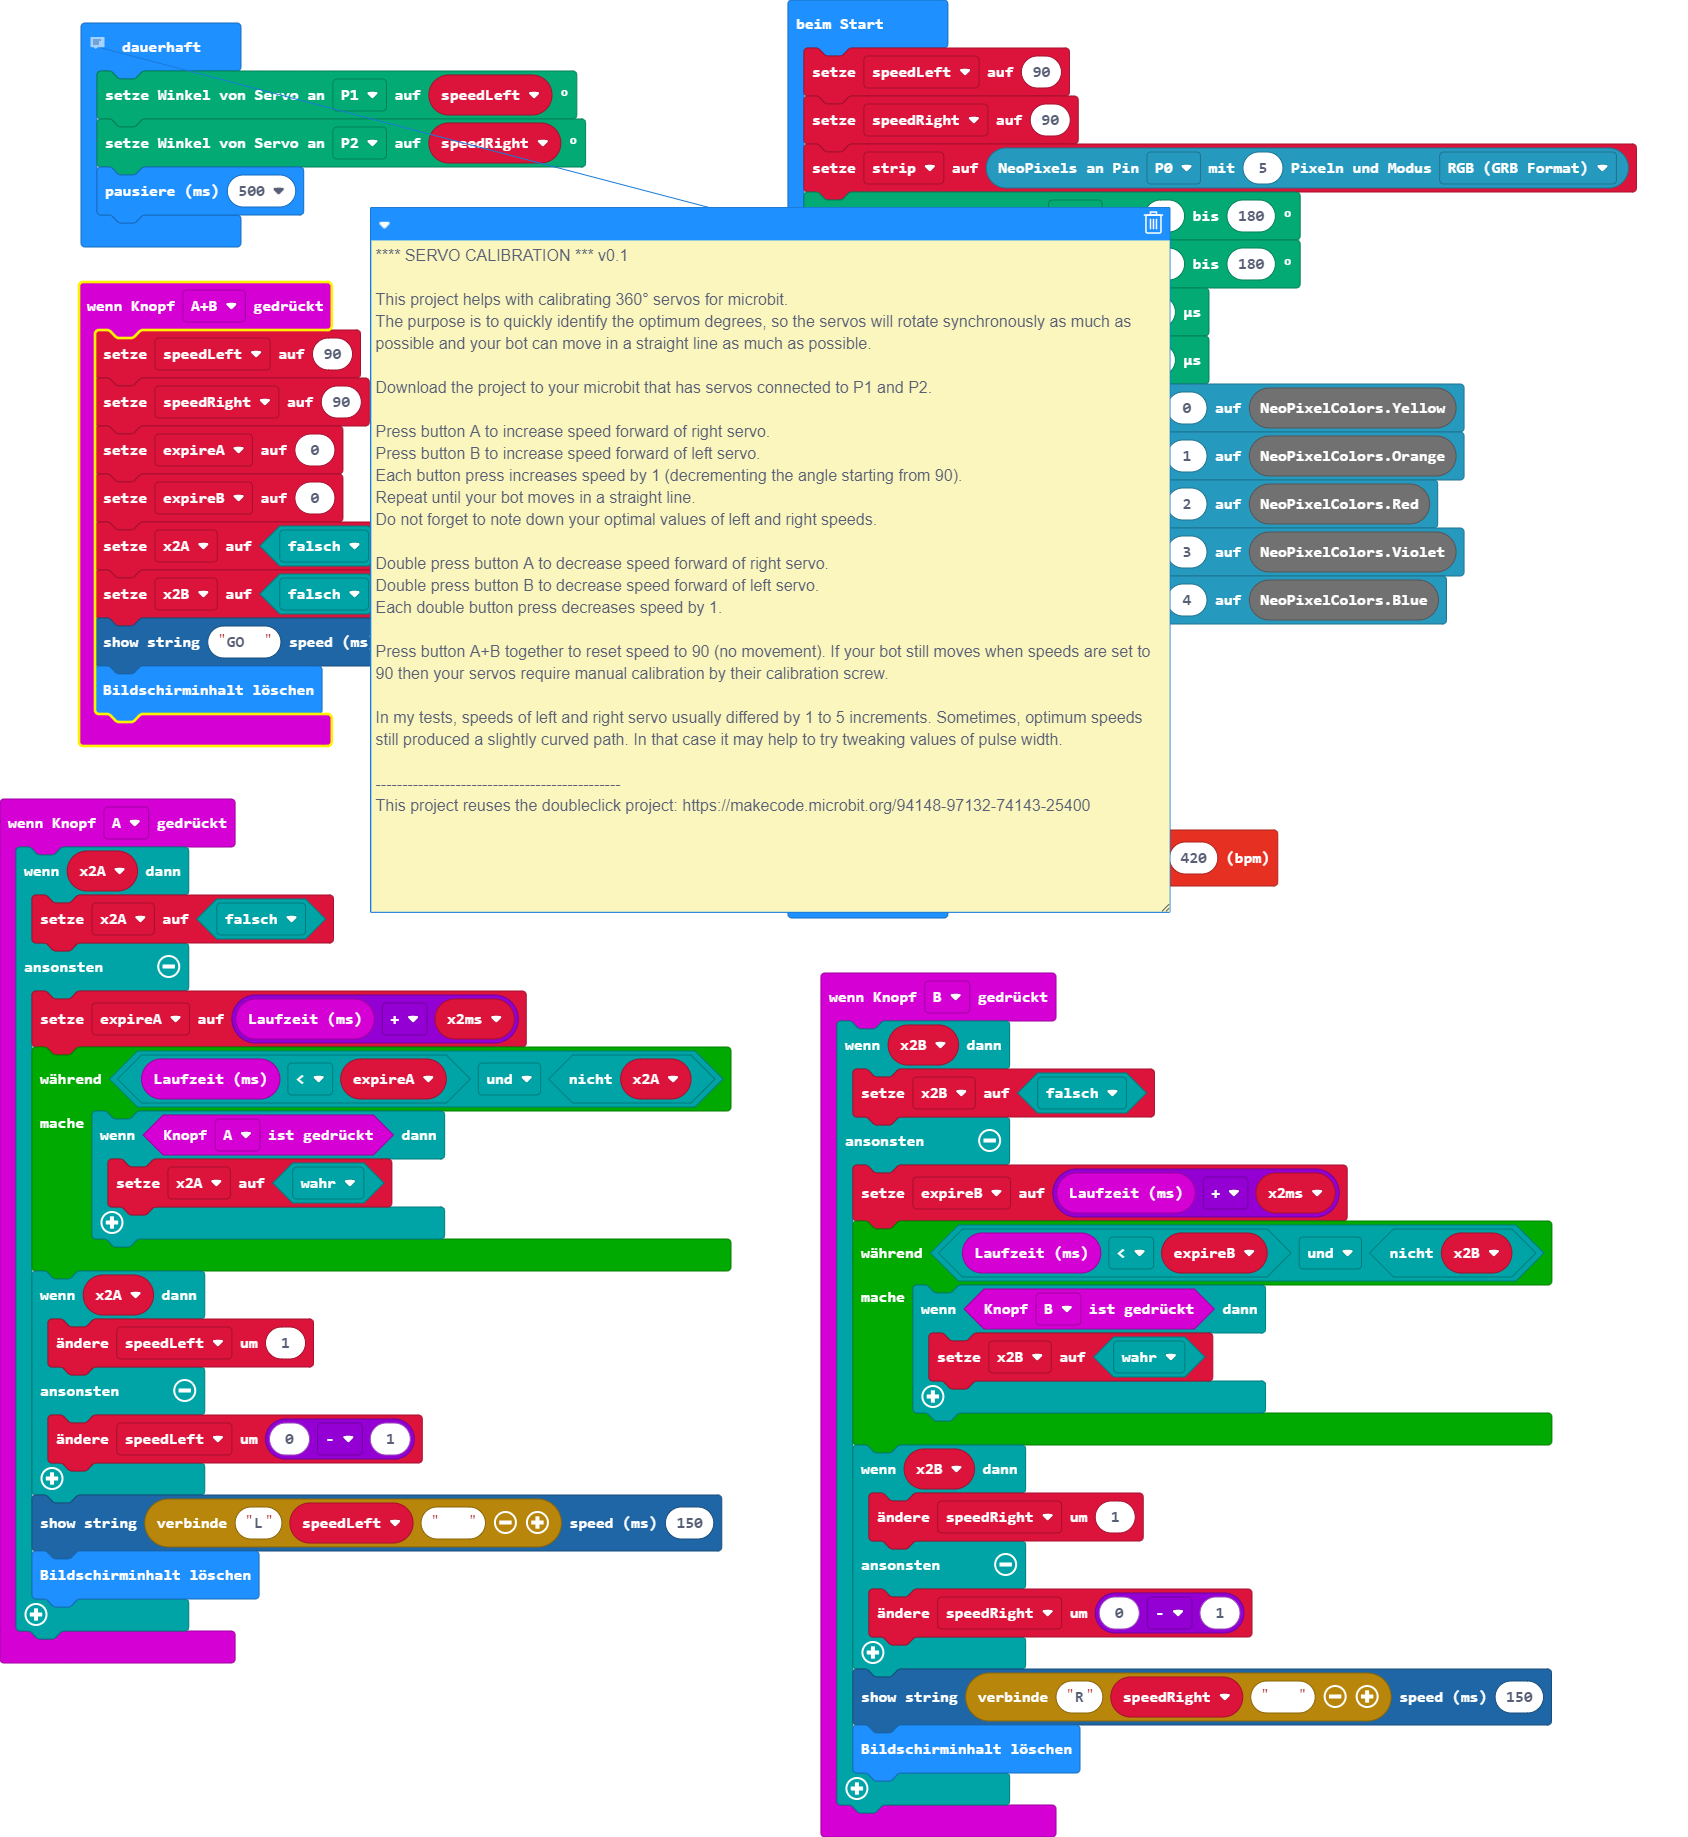 dauerhaft
setze Winkel von Servo an P1 auf speedLeft °
setze Winkel von Servo an P2 auf speedRight °
pausiere (ms) 500
beim Start
setze speedLeft auf 90
setze speedRight auf 90
setze strip auf NeoPixels an Pin P0 mit 5 Pixeln und Modus RGB (GRB Format)
bis 180 °
bis 180 °
µs
µs
0 auf NeoPixelColors.Yellow
1 auf NeoPixelColors.Orange
2 auf NeoPixelColors.Red
3 auf NeoPixelColors.Violet
4 auf NeoPixelColors.Blue
420 (bpm)
wenn Knopf A+B gedrückt
setze speedLeft auf 90
setze speedRight auf 90
setze expireA auf 0
setze expireB auf 0
setze x2A auf falsch
setze x2B auf falsch
show string "GO " speed (ms
Bildschirminhalt löschen
**** SERVO CALIBRATION *** v0.1
This project helps with calibrating 360° servos for microbit.
The purpose is to quickly identify the optimum degrees, so the servos will rotate synchronously as much as
possible and your bot can move in a straight line as much as possible.
Download the project to your microbit that has servos connected to P1 and P2.
Press button A to increase speed forward of right servo.
Press button B to increase speed forward of left servo.
Each button press increases speed by 1 (decrementing the angle starting from 90).
Repeat until your bot moves in a straight line.
Do not forget to note down your optimal values of left and right speeds.
Double press button A to decrease speed forward of right servo.
Double press button B to decrease speed forward of left servo.
Each double button press decreases speed by 1.
Press button A+B together to reset speed to 90 (no movement). If your bot still moves when speeds are set to
90 then your servos require manual calibration by their calibration screw.
In my tests, speeds of left and right servo usually differed by 1 to 5 increments. Sometimes, optimum speeds
still produced a slightly curved path. In that case it may help to try tweaking values of pulse width.
----------------------------------------------
This project reuses the doubleclick project: https://makecode.microbit.org/94148-97132-74143-25400
wenn Knopf A gedrückt
wenn x2A dann
setze x2A auf falsch
ansonsten
setze expireA auf Laufzeit (ms) + x2ms
während Laufzeit (ms) < expireA und nicht x2A
mache wenn Knopf A ist gedrückt dann
setze x2A auf wahr
wenn x2A dann
ändere speedLeft um 1
ansonsten
ändere speedLeft um 0 - 1
show string verbinde "L" speedLeft " " speed (ms) 150
Bildschirminhalt löschen
wenn Knopf B gedrückt
wenn x2B dann
setze x2B auf falsch
ansonsten
setze expireB auf Laufzeit (ms) + x2ms
während Laufzeit (ms) < expireB und nicht x2B
mache wenn Knopf B ist gedrückt dann
setze x2B auf wahr
wenn x2B dann
ändere speedRight um 1
ansonsten
ändere speedRight um 0 - 1
show string verbinde "R" speedRight " " speed (ms) 150
Bildschirminhalt löschen